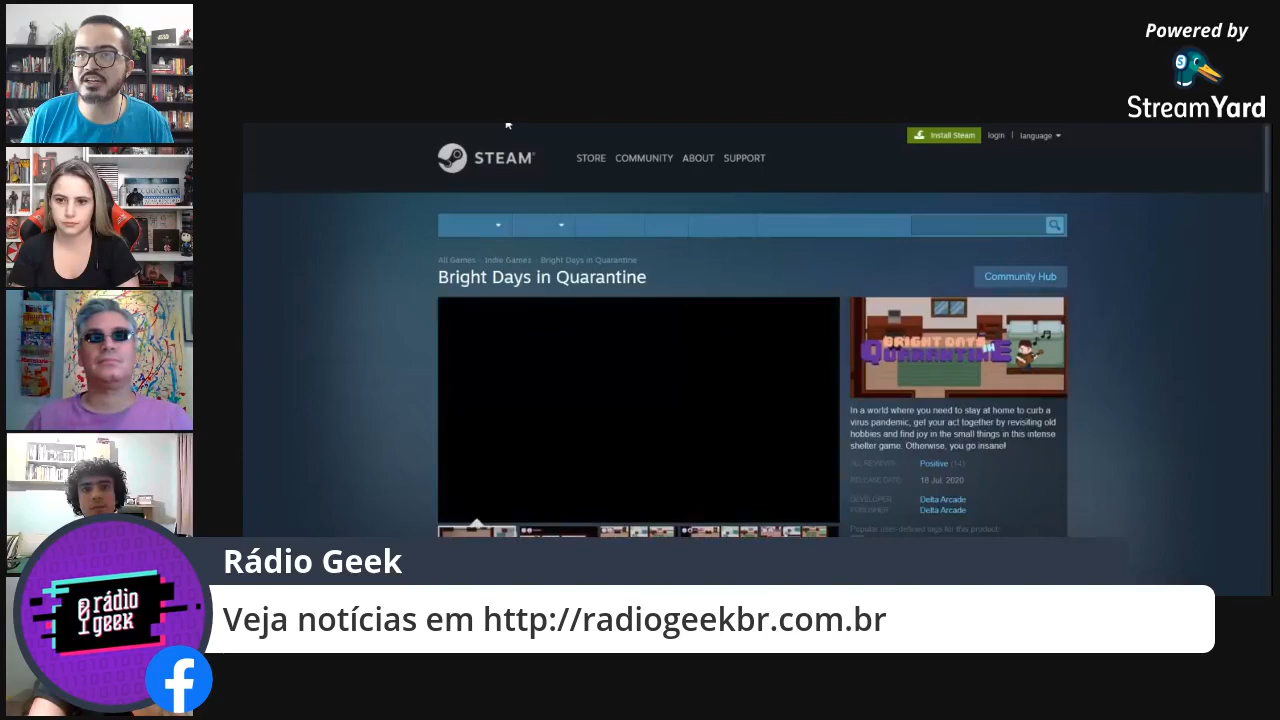 Powered by
StreamYard
Install Steam
login
language
STEAM
STORE
COMMUNITY
ABOUT
SUPPORT
All Games
Indie Games
Bright Days in Quarantine
Bright Days in Quarantine
Community Hub
BRIGHT DAYS
IN
QUARANTINE
In a world where you need to stay at home to curb a
virus pandemic, get your act together by revisiting old
hobbies and find joy in the small things in this intense
shelter game. Otherwise, you go insane!
ALL REVIEWS:
Positive (14)
RELEASE DATE:
18 Jul, 2020
DEVELOPER:
Delta Arcade
PUBLISHER:
Delta Arcade
Popular user-defined tags for this product:
Rádio Geek
Veja notícias em http://radiogeekbr.com.br
rádio
geek